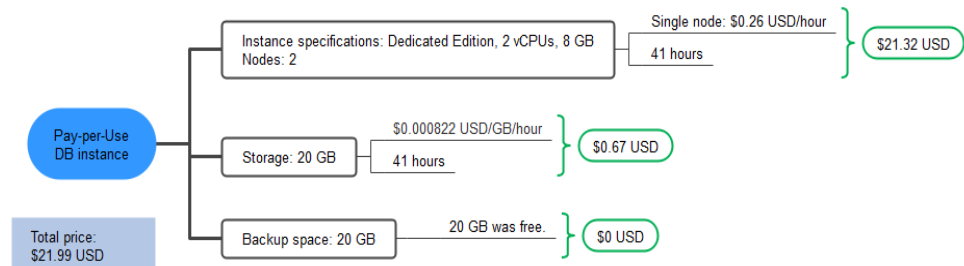 Pay-per-Use
DB instance
Instance specifications: Dedicated Edition, 2 vCPUs, 8 GB
Nodes: 2
Single node: $0.26 USD/hour
41 hours
$21.32 USD
Storage: 20 GB
$0.000822 USD/GB/hour
41 hours
$0.67 USD
Backup space: 20 GB
20 GB was free.
$0 USD
Total price:
$21.99 USD